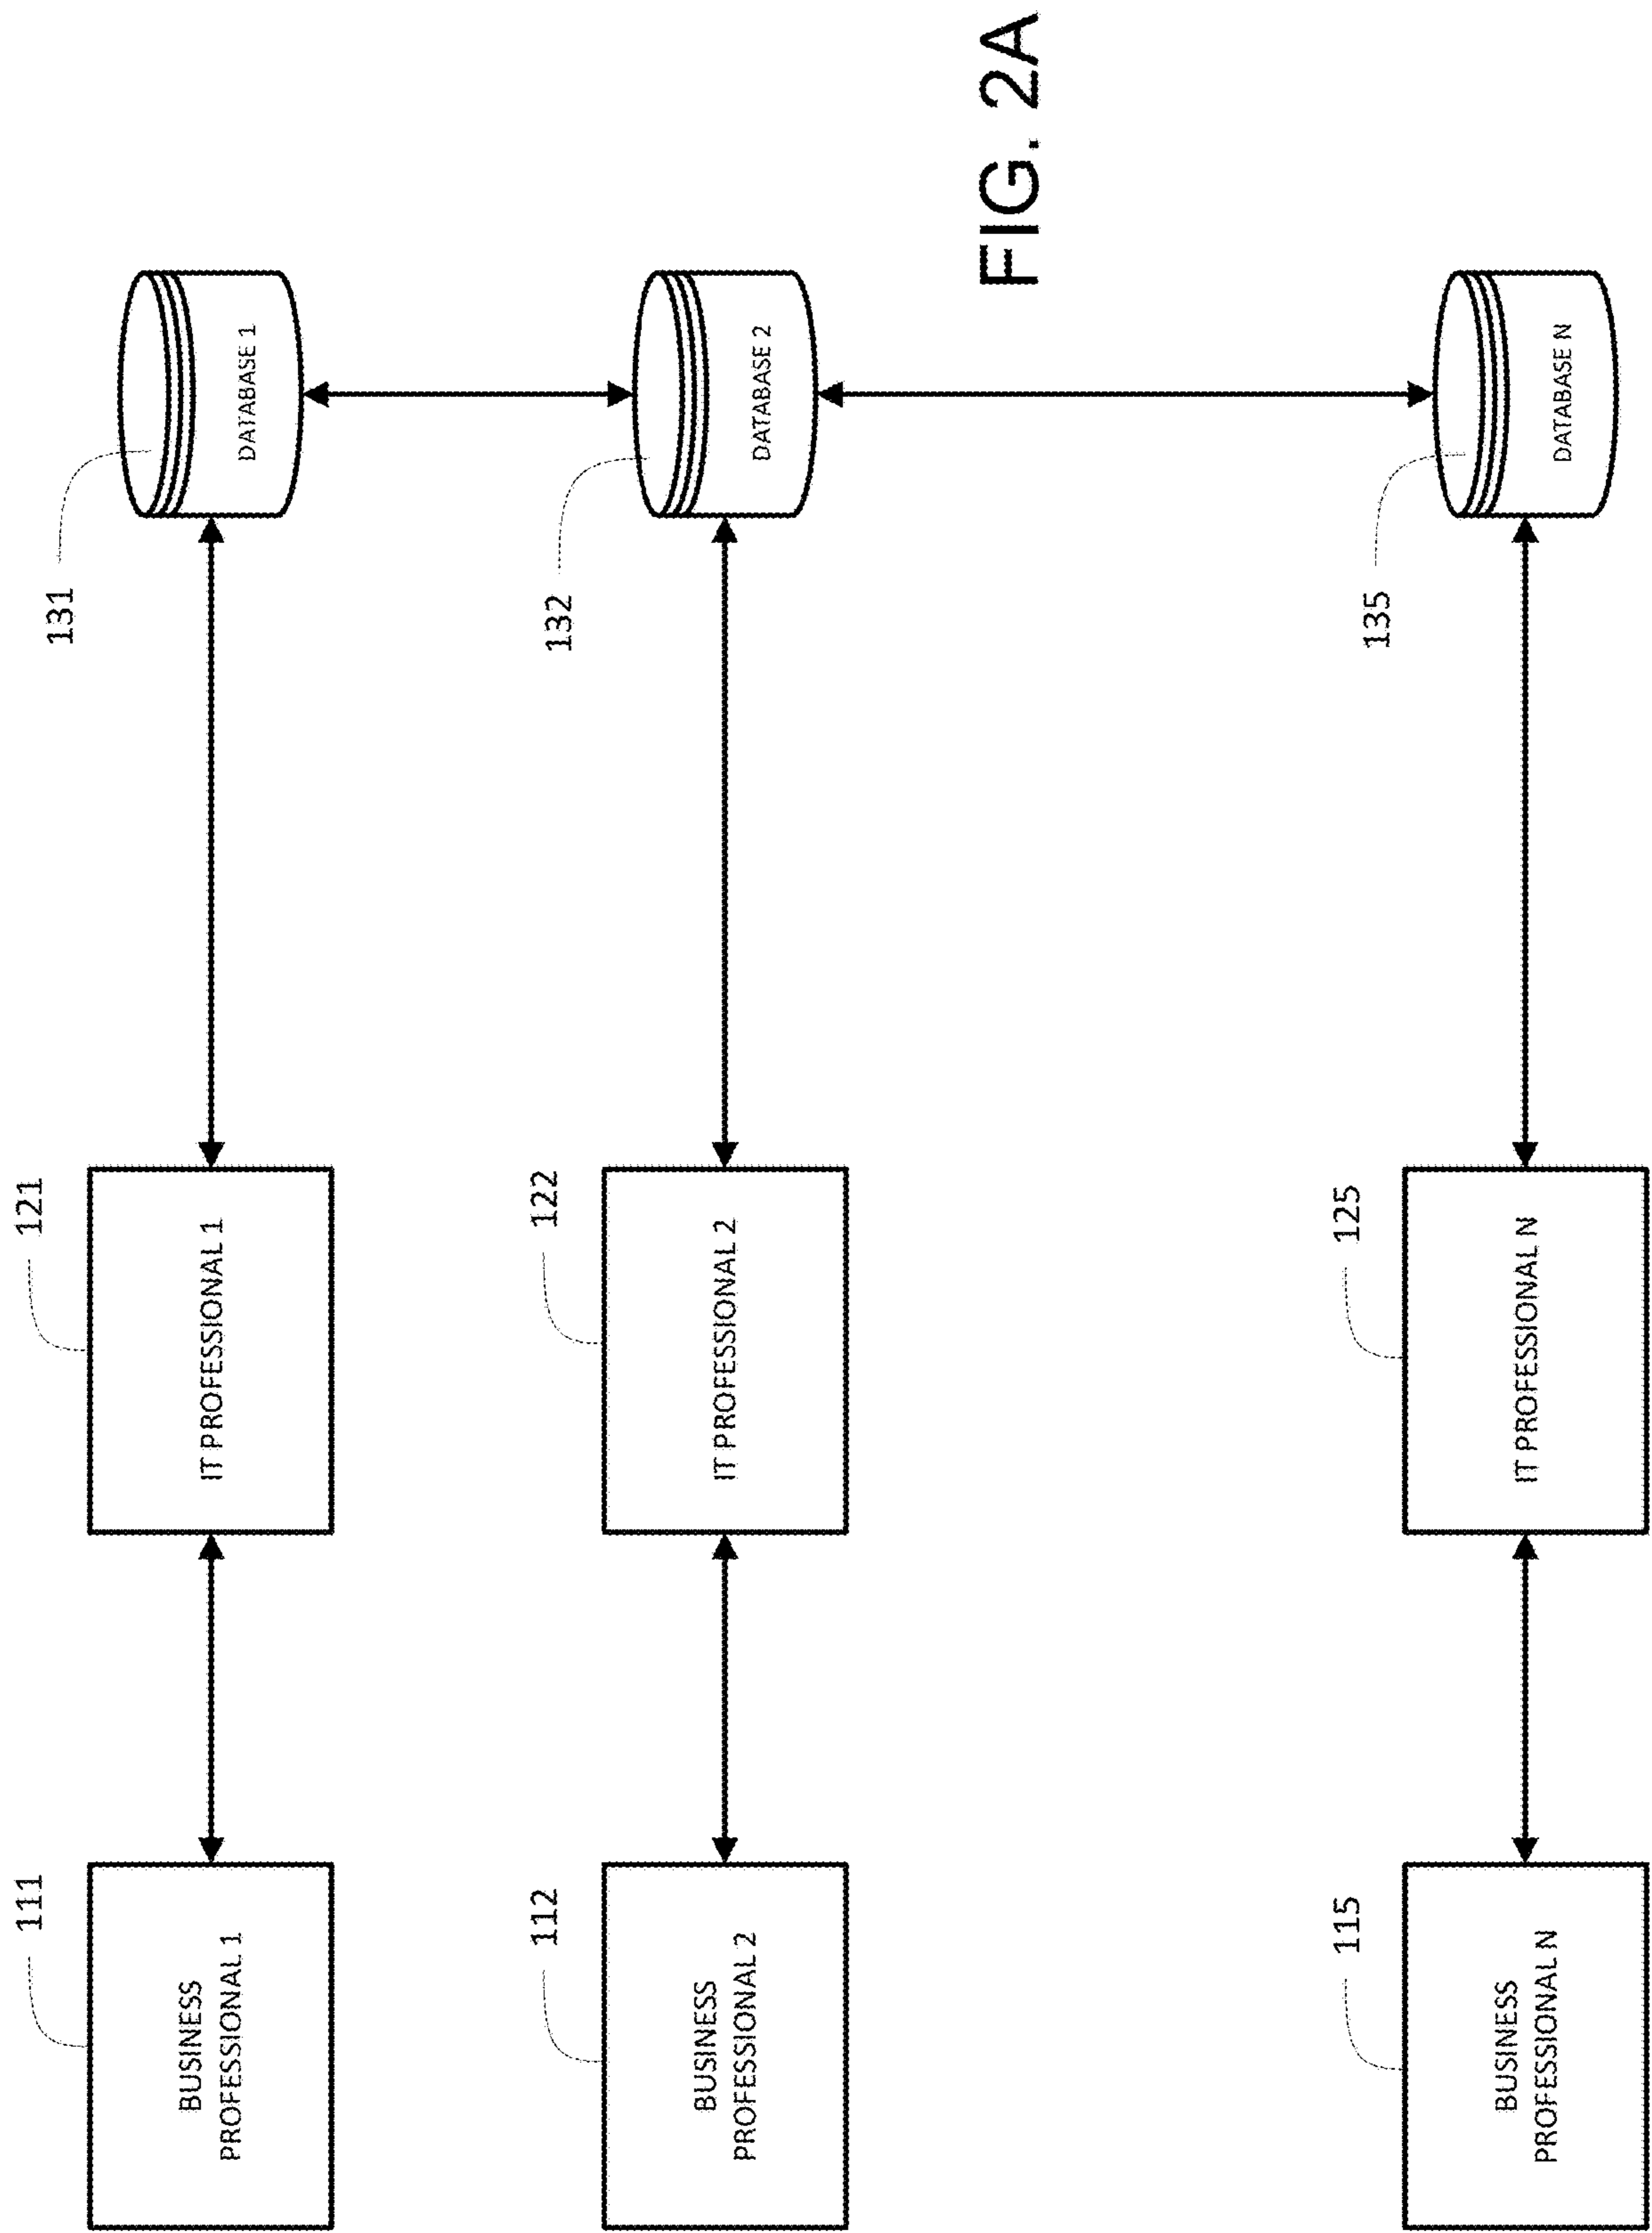 111
121
131
BUSINESS
PROFESSIONAL 1
IT PROFESSIONAL 1
DATABASE 1
112
122
132
BUSINESS
PROFESSIONAL 2
IT PROFESSIONAL 2
DATABASE 2
FIG. 2A
115
125
135
BUSINESS
PROFESSIONAL N
IT PROFESSIONAL N
DATABASE N